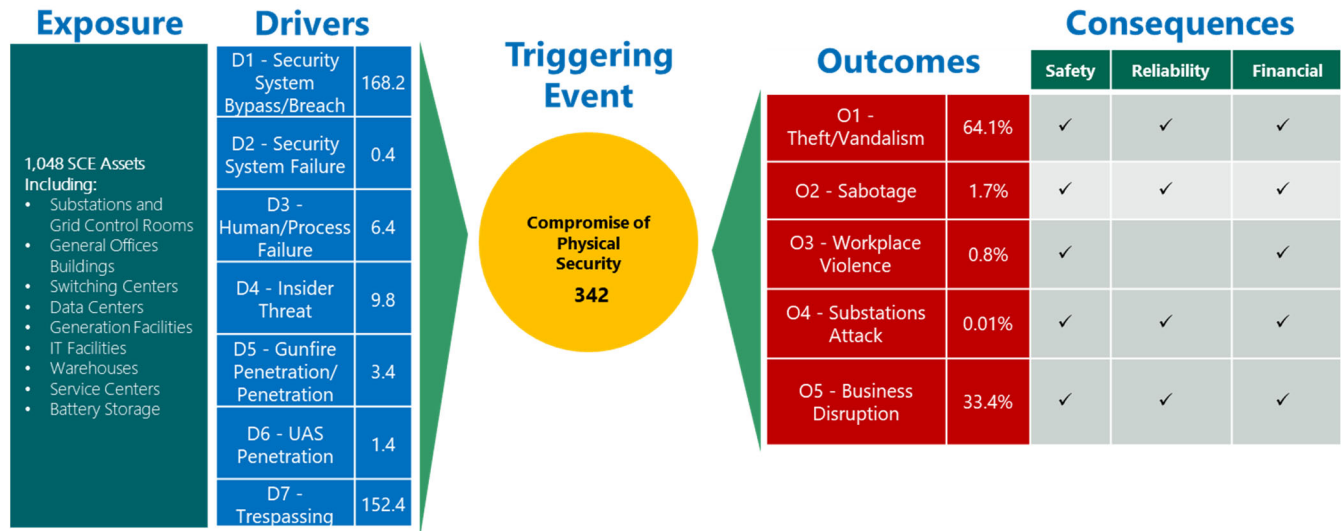 Exposure
1,048 SCE Assets
Including:
• Substations and
Grid Control Rooms
• General Offices
Buildings
• Switching Centers
• Data Centers
• Generation Facilities
• IT Facilities
• Warehouses
• Service Centers
• Battery Storage
Drivers
D1 - Security
System
Bypass/Breach
168.2
D2 - Security
System Failure
0.4
D3 -
Human/Process
Failure
6.4
D4 - Insider
Threat
9.8
D5 - Gunfire
Penetration/
Penetration
3.4
D6 - UAS
Penetration
1.4
D7 -
Trespassing
152.4
Triggering
Event
Compromise of
Physical
Security
342
Outcomes
Consequences
Safety
Reliability
Financial
O1 -
Theft/Vandalism
64.1%
✓ ✓ ✓
O2 - Sabotage
1.7%
✓ ✓ ✓
O3 - Workplace
Violence
0.8%
✓ ✓
O4 - Substations
Attack
0.01%
✓ ✓ ✓
O5 - Business
Disruption
33.4%
✓ ✓ ✓